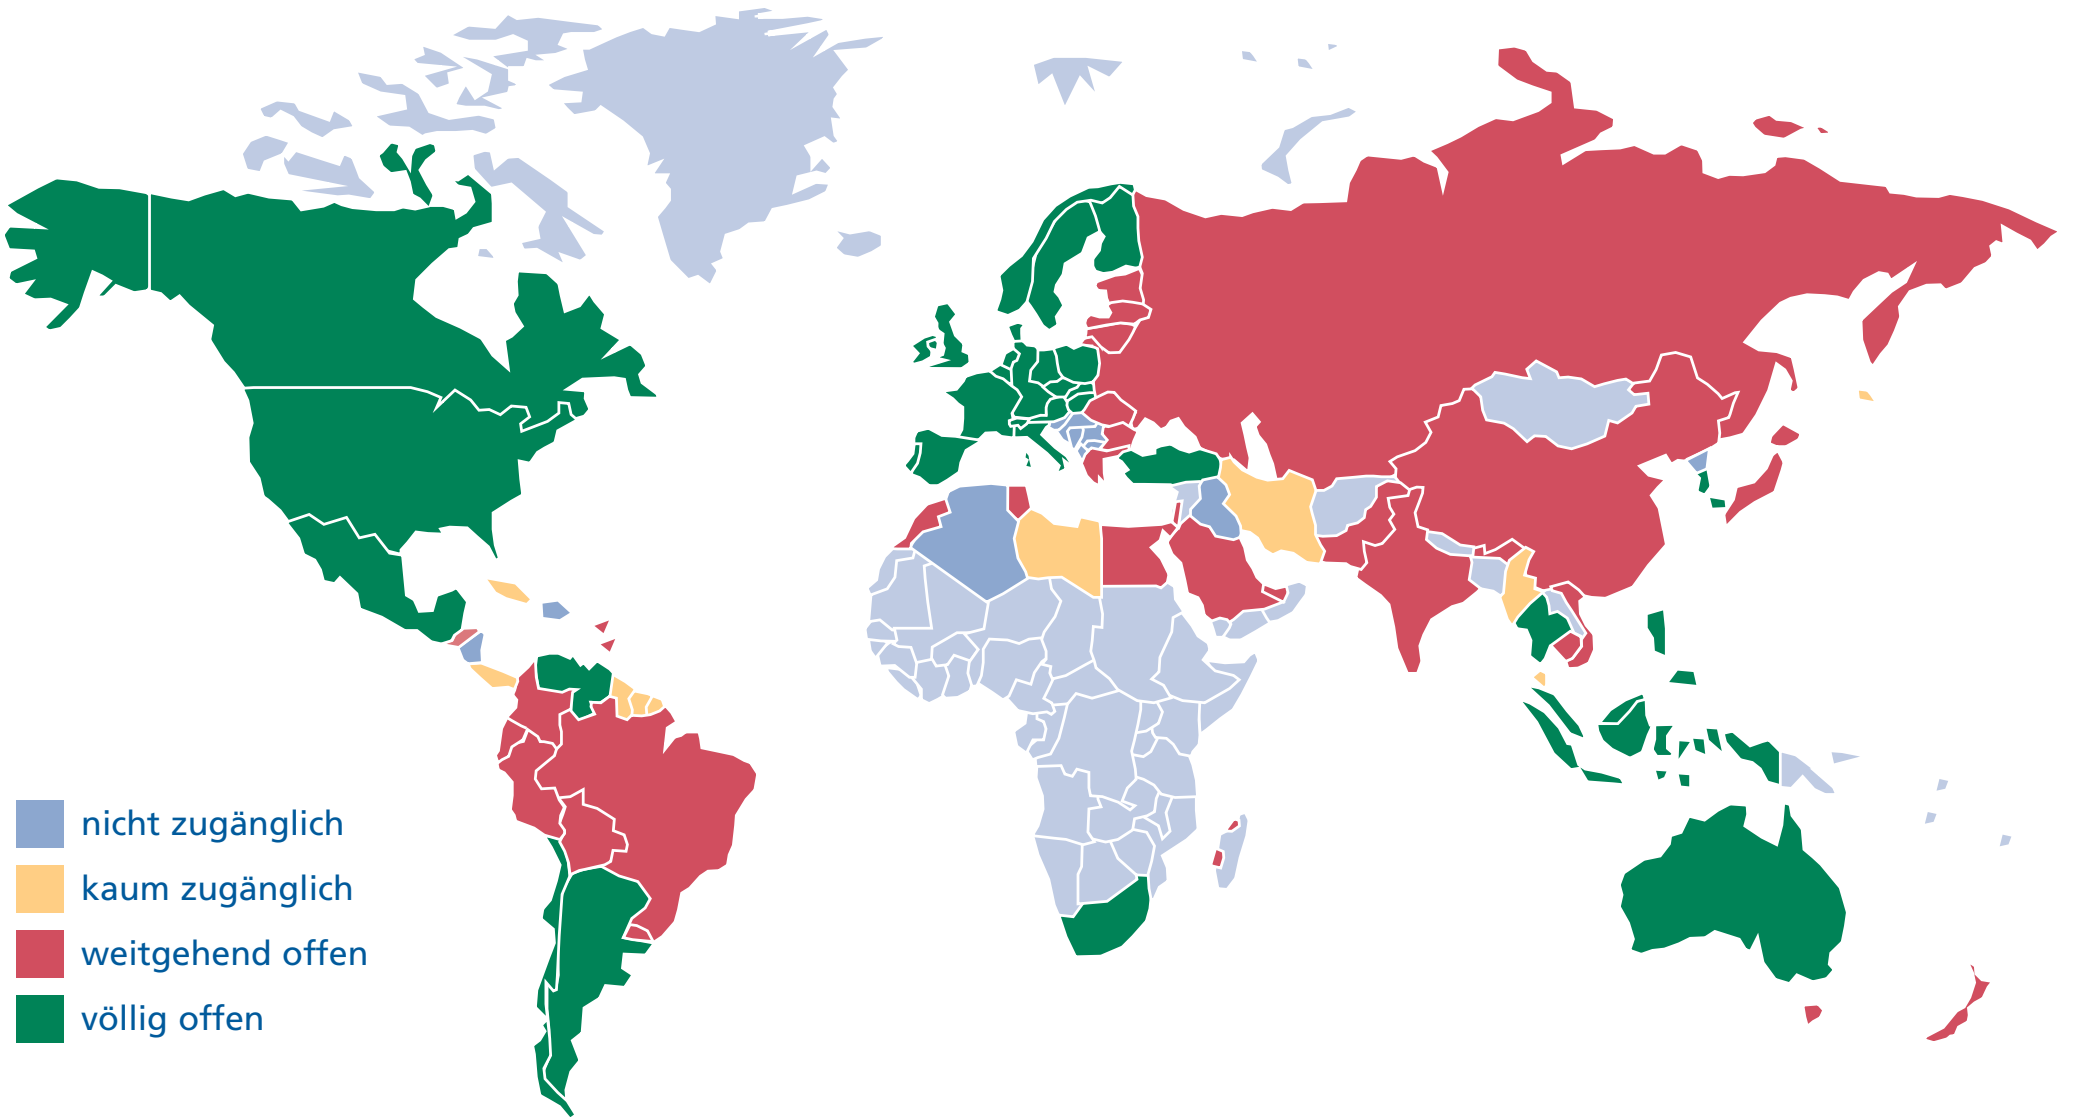 nicht zugänglich
kaum zugänglich
weitgehend offen
völlig offen